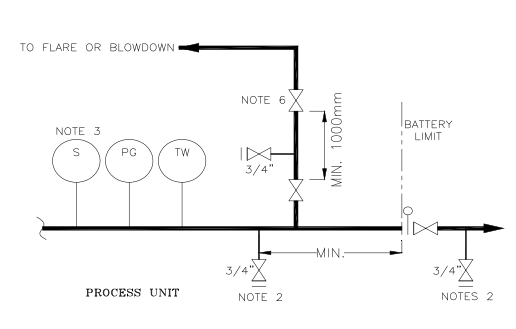 TO FLARE OR BLOWDOWN
NOTE 6
MIN. 1000mm
BATTERY
LIMIT
NOTE 3
S
PG
TW
3/4"
MIN.
3/4"
NOTE 2
3/4"
NOTES 2
PROCESS UNIT